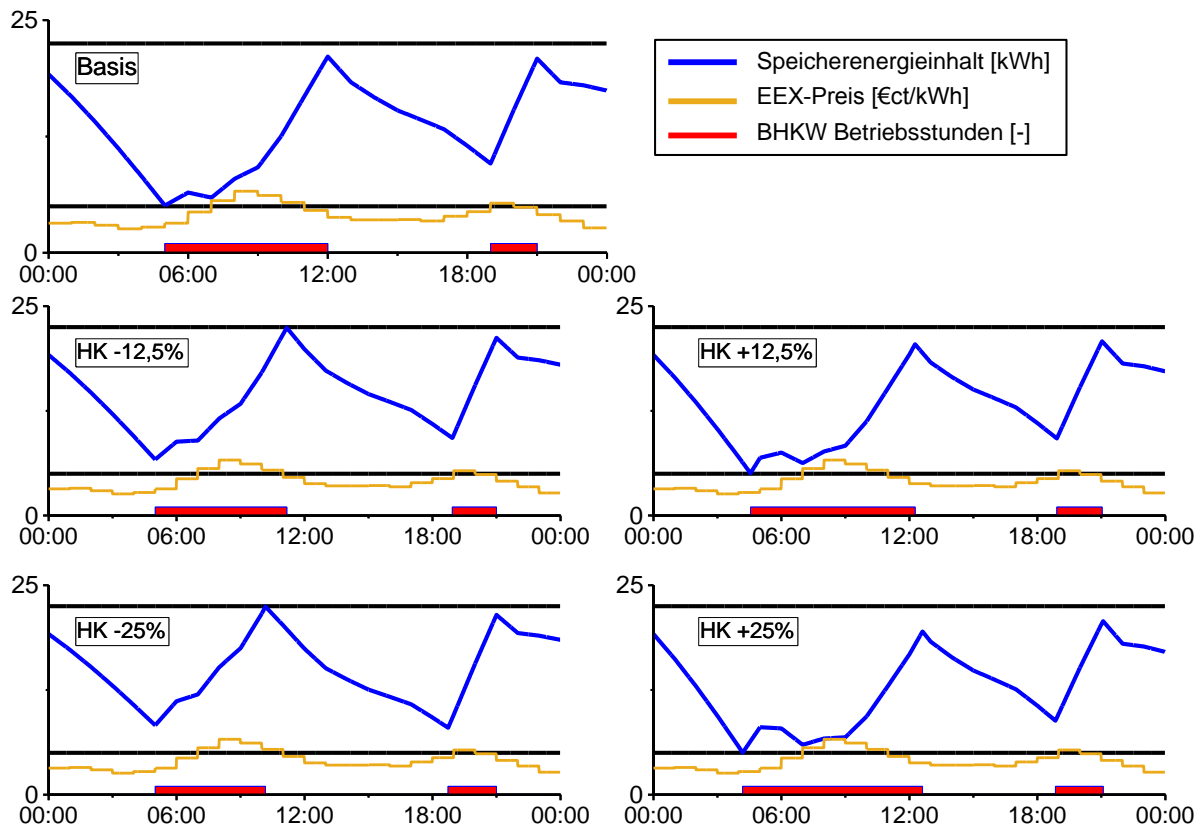 25
Basis
0
00:00 06:00 12:00 18:00 00:00
Speicherenergieinhalt [kWh]
EEX-Preis [€ct/kWh]
BHKW Betriebsstunden [-]
25
HK -12,5%
0
00:00 06:00 12:00 18:00 00:00
25
HK +12,5%
0
00:00 06:00 12:00 18:00 00:00
25
HK -25%
0
00:00 06:00 12:00 18:00 00:00
25
HK +25%
0
00:00 06:00 12:00 18:00 00:00